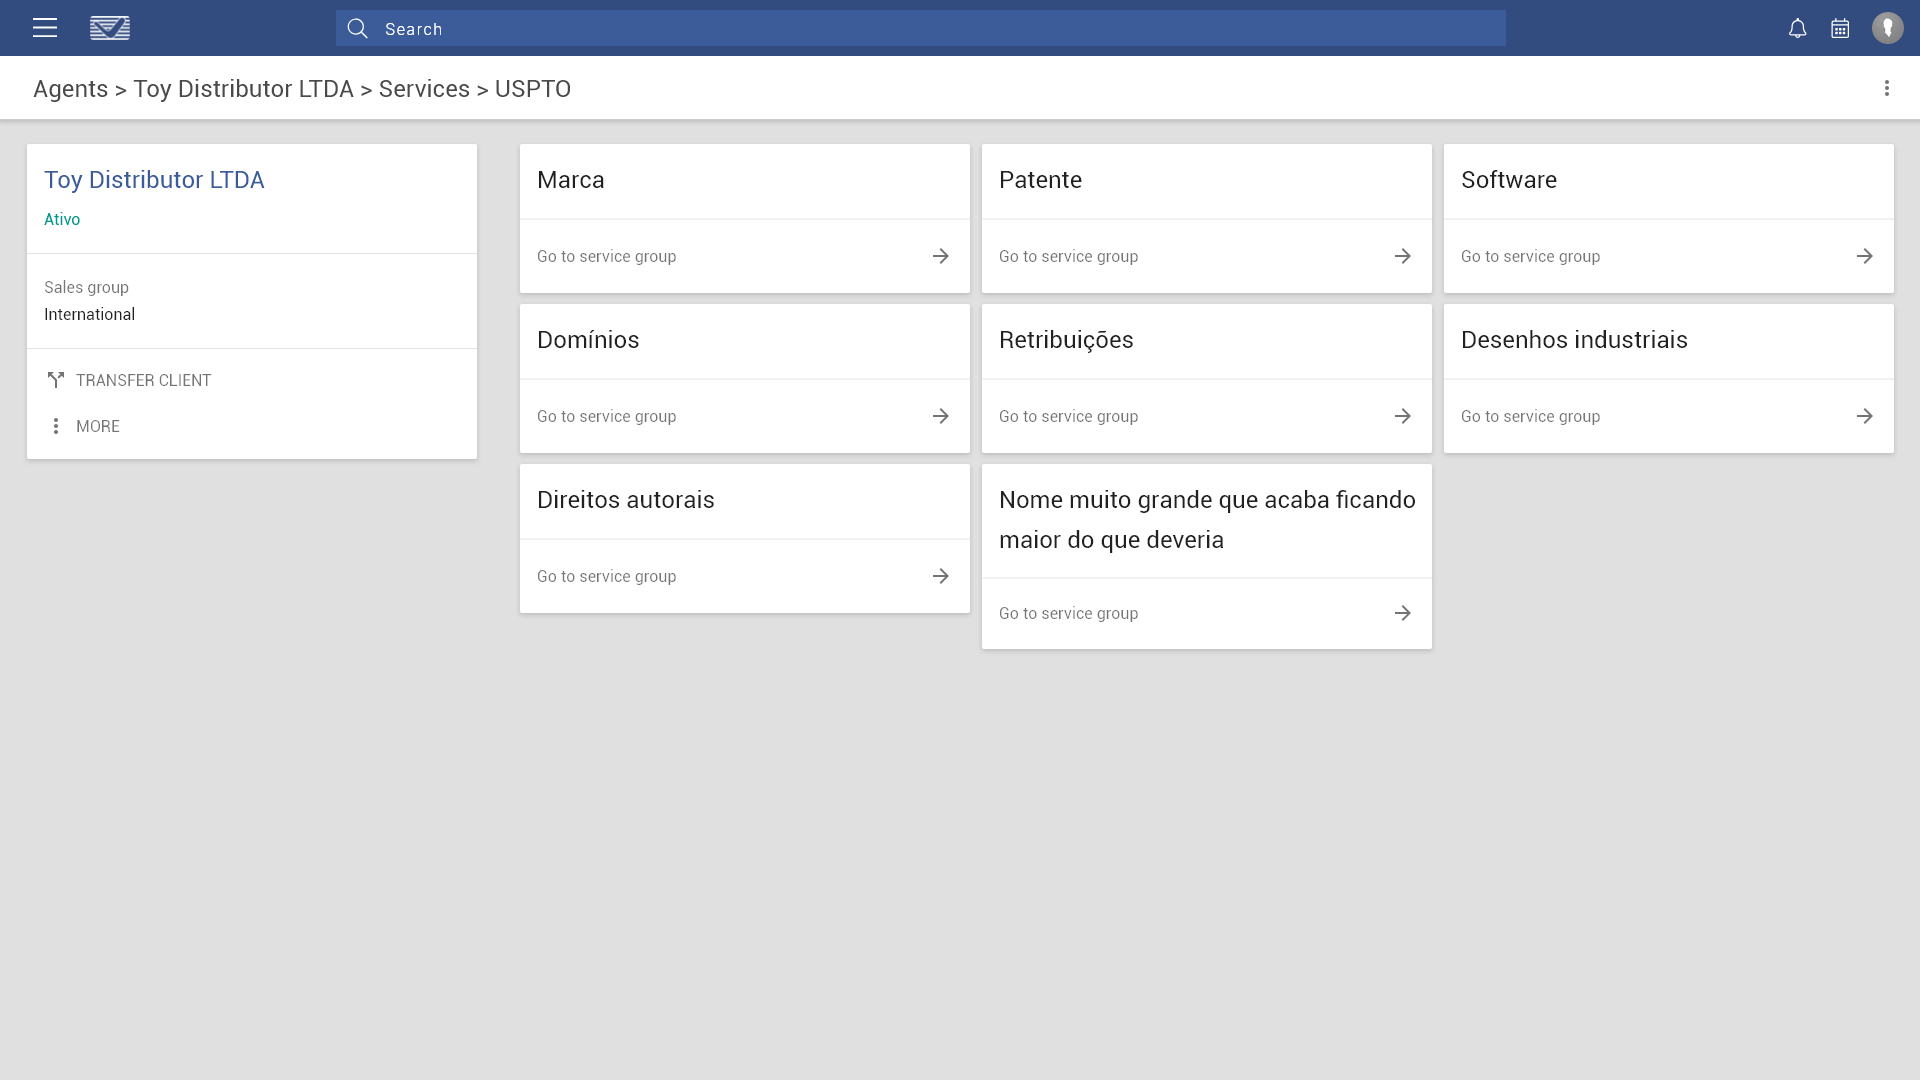 Search
Agents > Toy Distributor LTDA > Services > USPTO
Toy Distributor LTDA
Ativo
Sales group
International
TRANSFER CLIENT
MORE
Marca
Go to service group
Patente
Go to service group
Software
Go to service group
Domínios
Go to service group
Retribuições
Go to service group
Desenhos industriais
Go to service group
Direitos autorais
Go to service group
Nome muito grande que acaba ficando
maior do que deveria
Go to service group